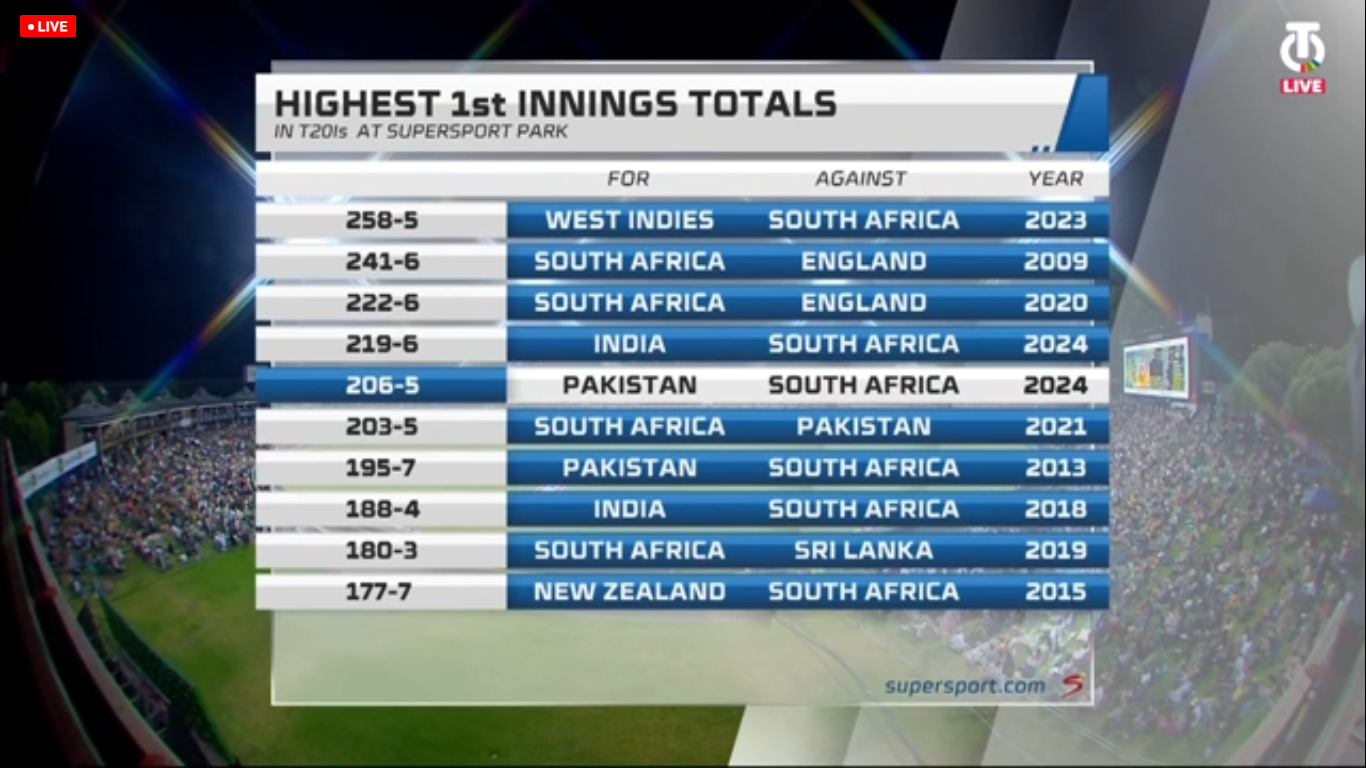 LIVE
T
LIVE
HIGHEST 1st INNINGS TOTALS
IN T20Is AT SUPERSPORT PARK
FOR AGAINST YEAR
258-5 WEST INDIES SOUTH AFRICA 2023
241-6 SOUTH AFRICA ENGLAND 2009
222-6 SOUTH AFRICA ENGLAND 2020
219-6 INDIA SOUTH AFRICA 2024
206-5 PAKISTAN SOUTH AFRICA 2024
203-5 SOUTH AFRICA PAKISTAN 2021
195-7 PAKISTAN SOUTH AFRICA 2013
188-4 INDIA SOUTH AFRICA 2018
180-3 SOUTH AFRICA SRI LANKA 2019
177-7 NEW ZEALAND SOUTH AFRICA 2015
supersport.com S